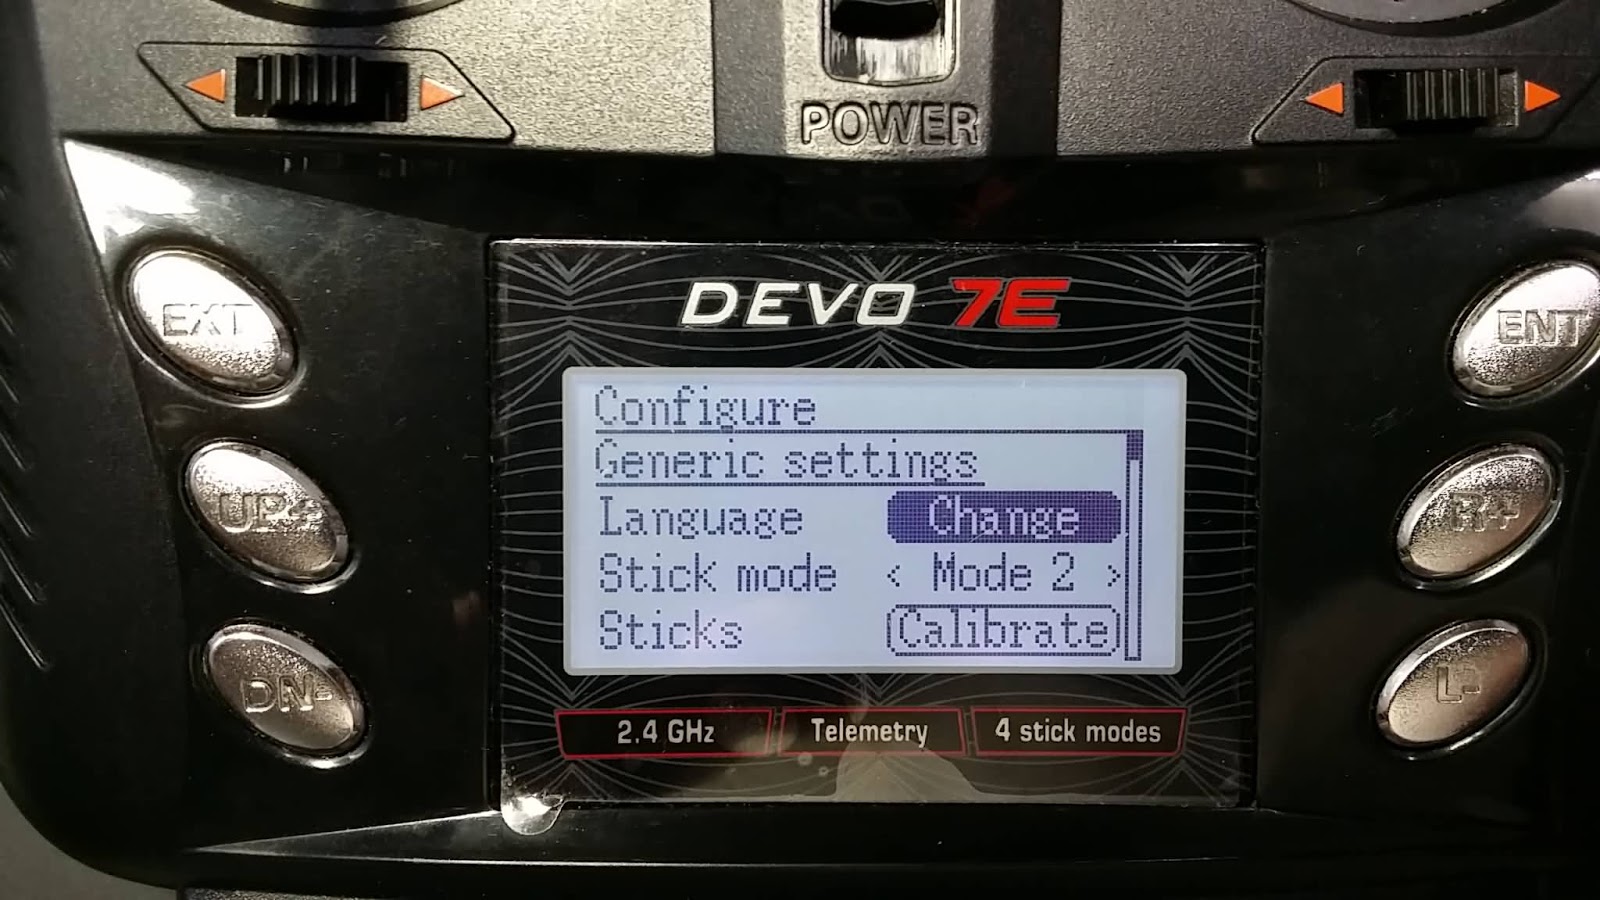 POWER
EXT
ENT
DEVO 7E
Configure
Generic settings
Language Change
Stick mode < Mode 2 >
Sticks Calibrate
UP+
R+
DN-
L-
2.4 GHz Telemetry 4 stick modes